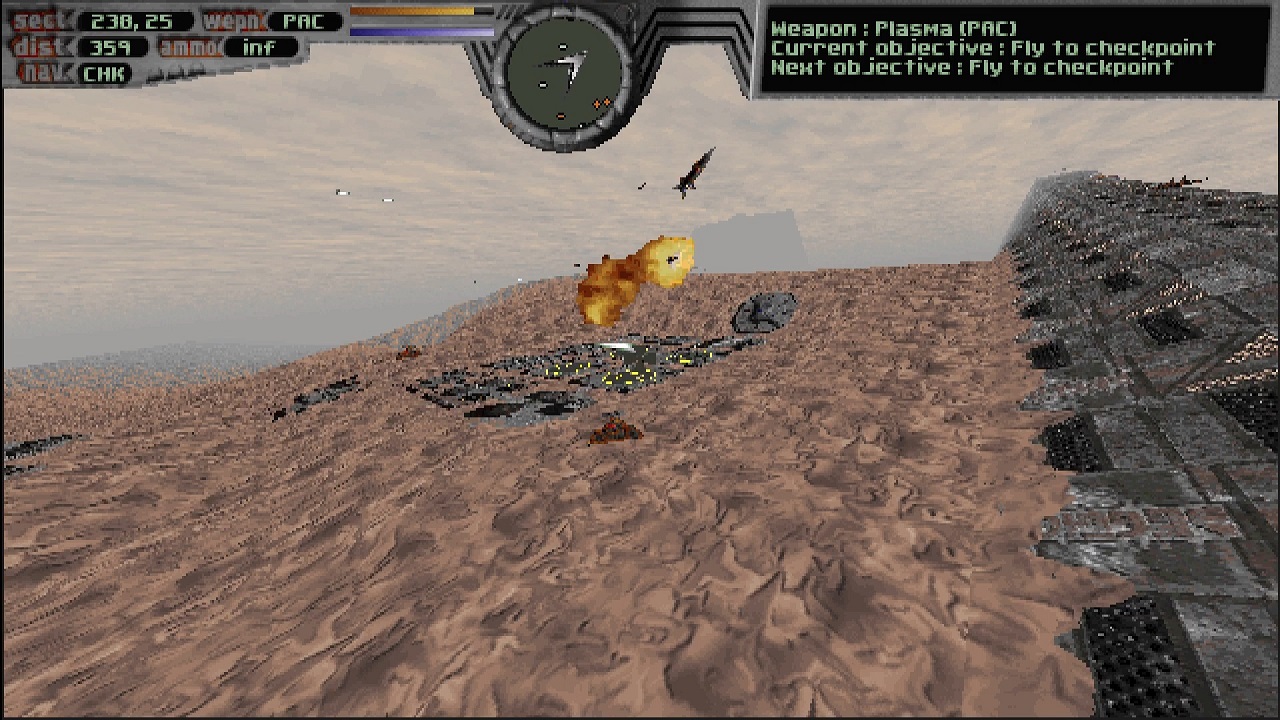 sect 238,25 wepn PAC
dist 359 ammo inf
nav CHK
Weapon : Plasma (PAC)
Current objective : Fly to checkpoint
Next objective : Fly to checkpoint